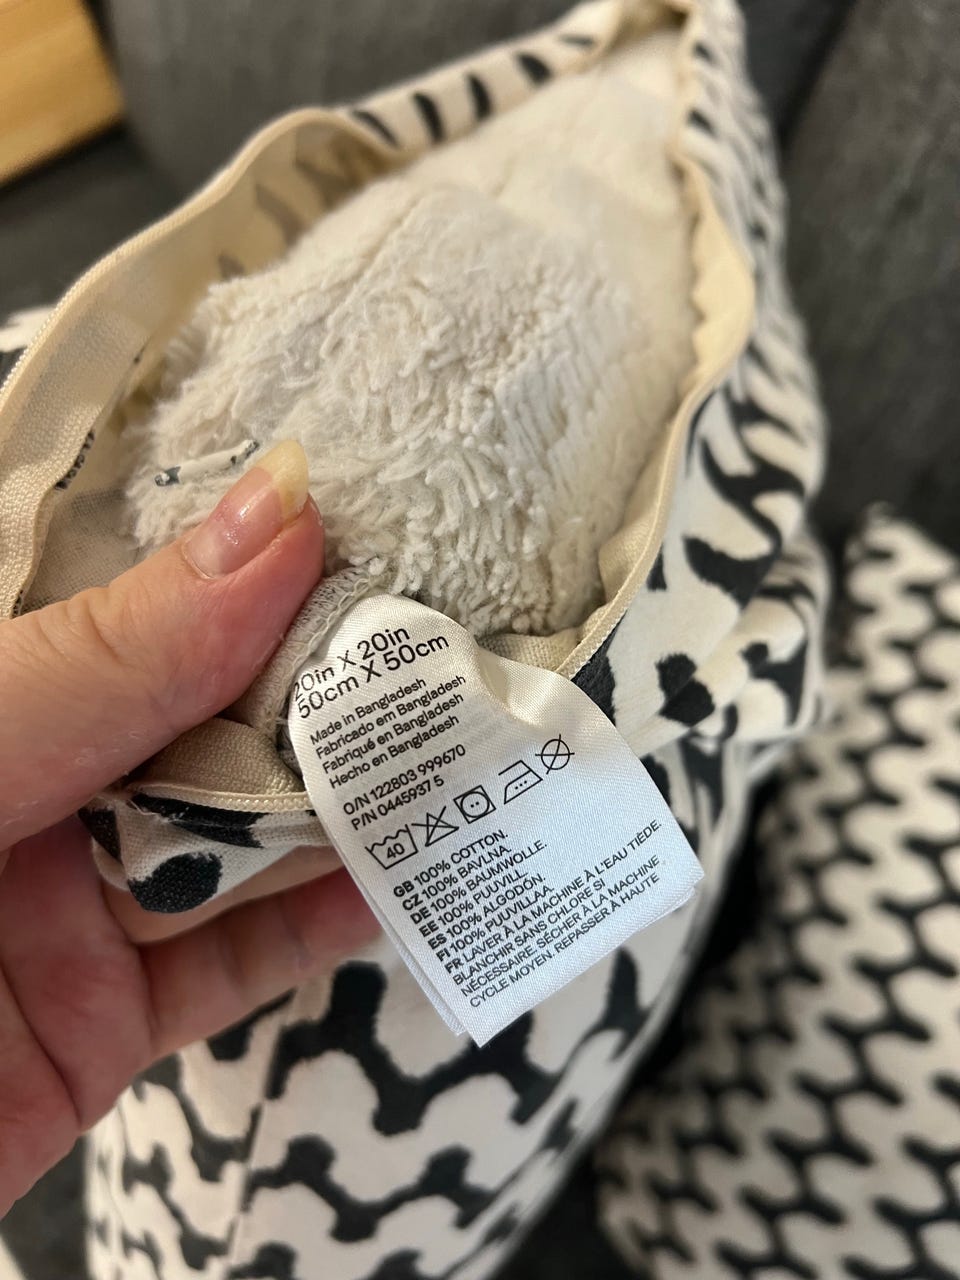 20in X 20in
50cm X 50cm
Made in Bangladesh
Fabricado em Bangladesh
Fabriqué en Bangladesh
Hecho en Bangladesh
O/N 122803 999670
P/N 0445937 5
40
GB 100% COTTON.
CZ 100% BAVLNA.
DE 100% BAUMWOLLE.
EE 100% PUUVILL.
ES 100% ALGODÓN.
FI 100% PUUVILLAA.
FR LAVER À LA MACHINE À L'EAU TIÈDE.
BLANCHIR SANS CHLORE SI
NÉCESSAIRE. SÉCHER À LA MACHINE
CYCLE MOYEN. REPASSER À HAUTE